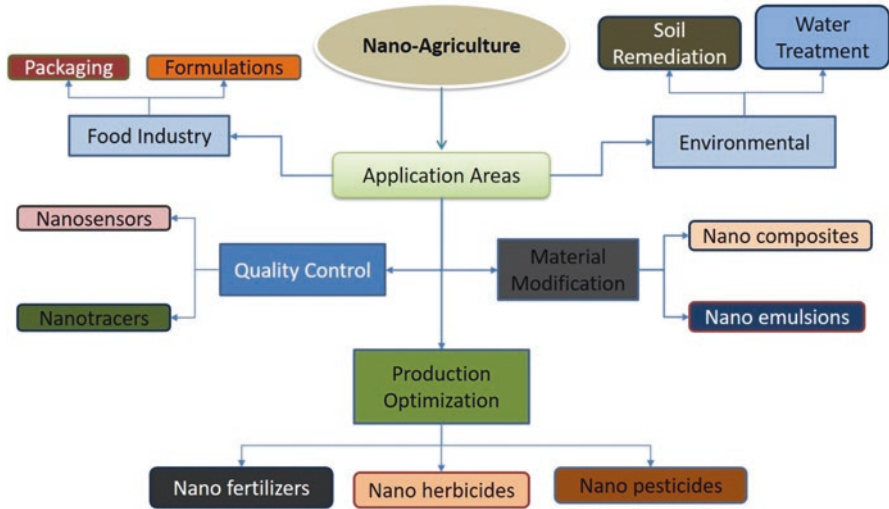 Nano-Agriculture
Soil
Remediation
Water
Treatment
Packaging
Formulations
Food Industry
Environmental
Application Areas
Nanosensors
Quality Control
Nanotracers
Material
Modification
Nano composites
Nano emulsions
Production
Optimization
Nano fertilizers
Nano herbicides
Nano pesticides